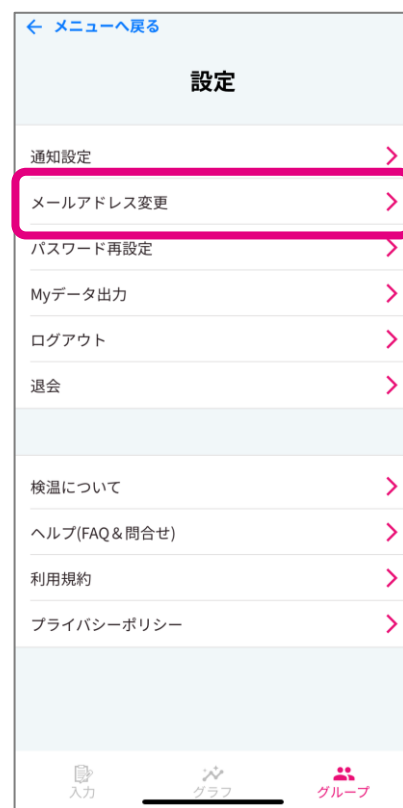 ← メニューへ戻る
設定
通知設定
メールアドレス変更
パスワード再設定
Myデータ出力
ログアウト
退会
検温について
ヘルプ(FAQ&問合せ)
利用規約
プライバシーポリシー
入力 グラフ グループ